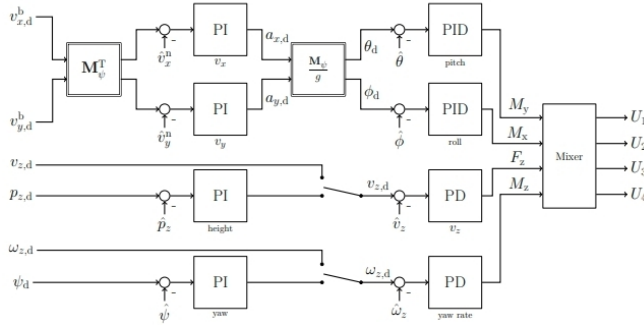 v^b_{x,d}
M^T_ψ
v^b_{y,d}
- v̂^n_x
PI
v_x
a_{x,d}
- v̂^n_y
PI
v_y
a_{y,d}
M_ψ
g
θ_d
- θ̂
PID
pitch
ϕ_d
- ϕ̂
PID
roll
M_y
M_x
F_z
M_z
Mixer
U_1
U_2
U_3
v_{z,d}
p_{z,d}
- p̂_z
PI
height
v_{z,d}
- v̂_z
PD
v_z
ω_{z,d}
ψ_d
- ψ̂
PI
yaw
ω_{z,d}
- ω̂_z
PD
yaw rate